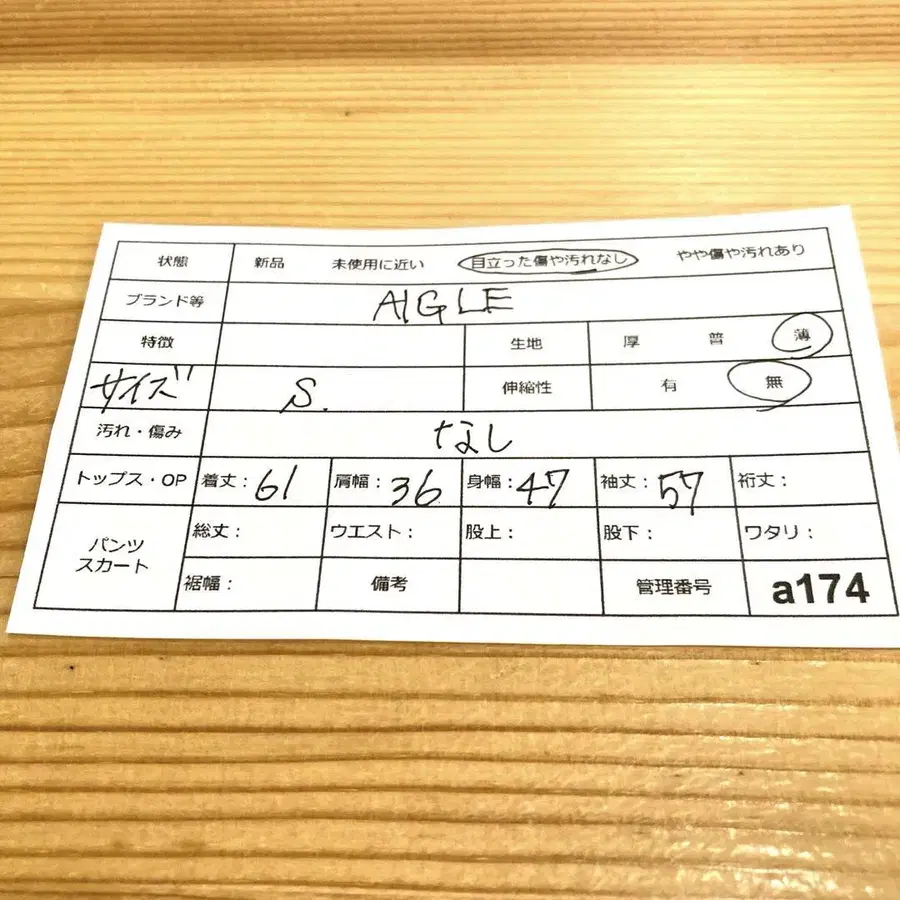 状態 新品 未使用に近い 目立った傷や汚れなし やや傷や汚れあり
ブランド等 AIGLE
特徴 生地 厚 普 薄
サイズ S. 伸縮性 有 無
汚れ・傷み なし
トップス・OP 着丈：61 肩幅：36 身幅：47 袖丈：57 裄丈：
パンツ スカート 総丈： ウエスト： 股上： 股下： ワタリ：
裾幅： 備考 管理番号 a174